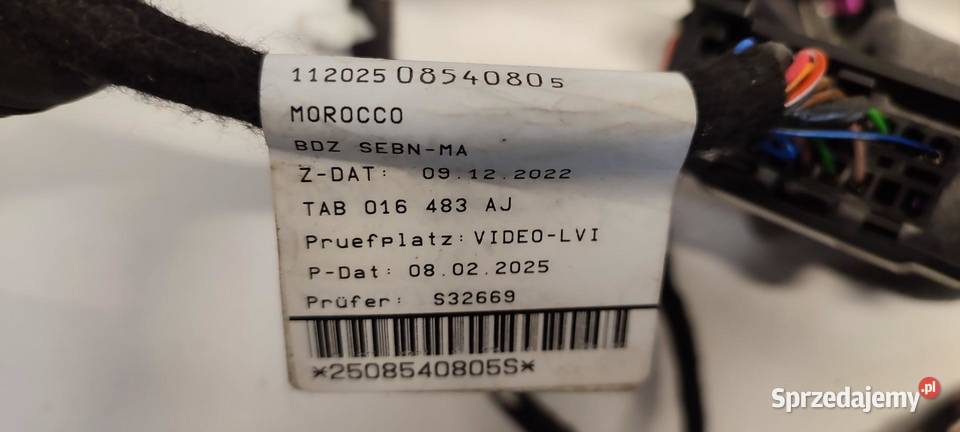 112025 0854080s
MOROCCO
BDZ SEBN-MA
Z-DAT: 09.12.2022
TAB 016 483 AJ
Pruefplatz: VIDEO-LVI
P-Dat: 08.02.2025
Prüfer: S32669
*2508540805S*
Sprzedajemy.pl